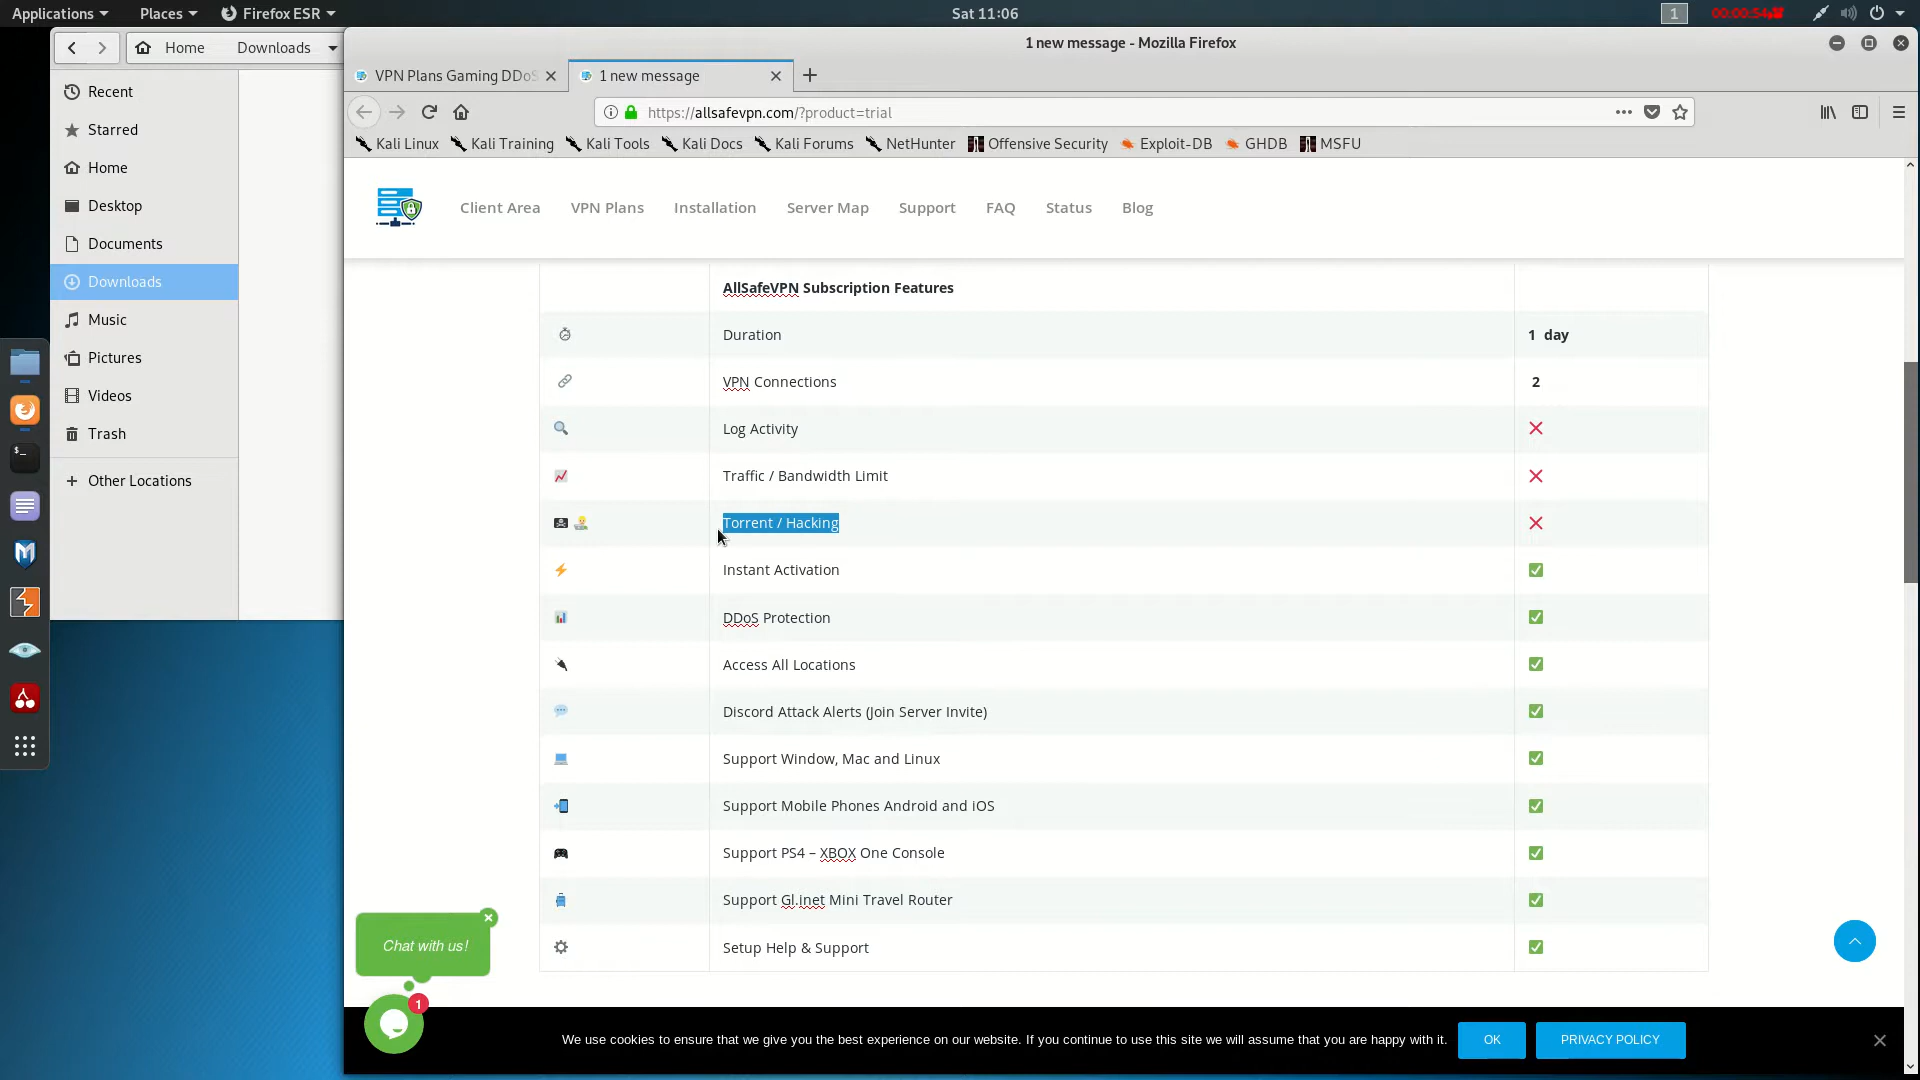 Applications
Places
Firefox ESR
Sat 11:06
1
00:00:54
Home
Downloads
1 new message - Mozilla Firefox
VPN Plans Gaming DDoS
1 new message
https://allsafevpn.com/?product=trial
Kali Linux
Kali Training
Kali Tools
Kali Docs
Kali Forums
NetHunter
Offensive Security
Exploit-DB
GHDB
MSFU
Recent
Starred
Home
Desktop
Documents
Downloads
Music
Pictures
Videos
Trash
Other Locations
Client Area
VPN Plans
Installation
Server Map
Support
FAQ
Status
Blog
AllSafeVPN Subscription Features
Duration 1 day
VPN Connections 2
Log Activity
Traffic / Bandwidth Limit
Torrent / Hacking
Instant Activation
DDoS Protection
Access All Locations
Discord Attack Alerts (Join Server Invite)
Support Window, Mac and Linux
Support Mobile Phones Android and iOS
Support PS4 – XBOX One Console
Support Gl.inet Mini Travel Router
Setup Help & Support
Chat with us!
1
We use cookies to ensure that we give you the best experience on our website. If you continue to use this site we will assume that you are happy with it.
OK
PRIVACY POLICY